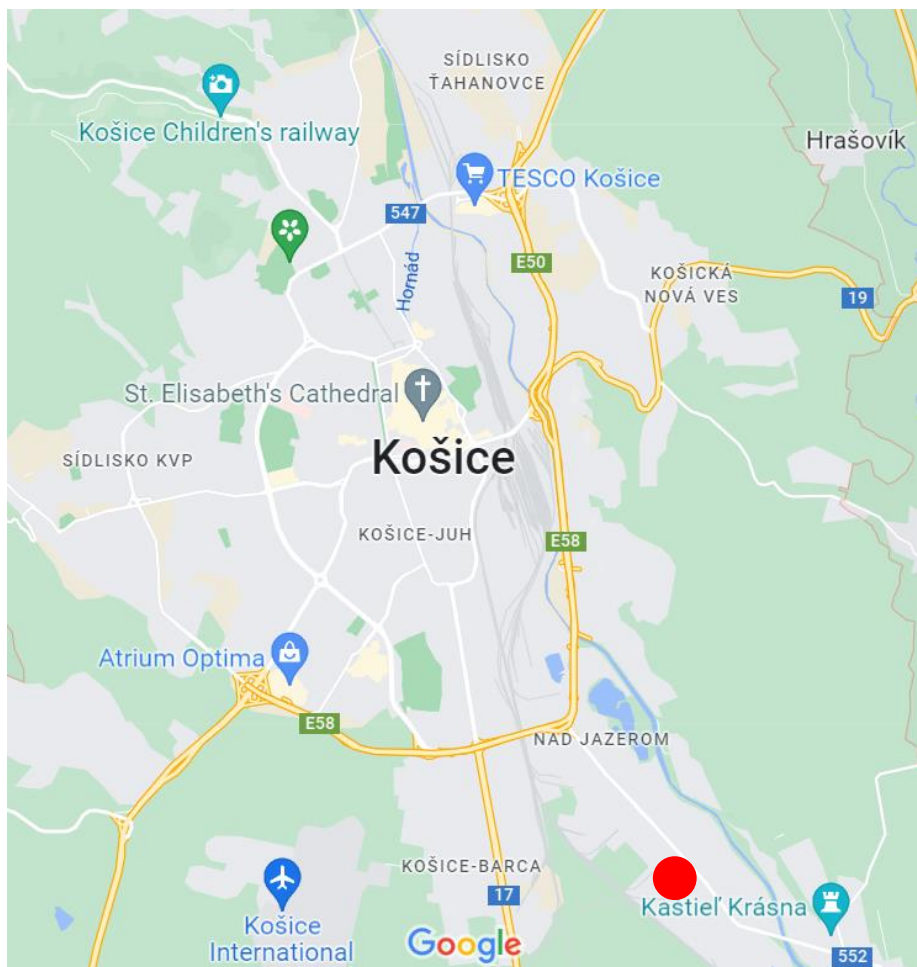 SÍDLISKO
ŤAHANOVCE
Košice Children's railway
Hrašovík
TESCO Košice
547
Hornád
E50
KOŠICKÁ
NOVÁ VES
19
St. Elisabeth's Cathedral
Košice
SÍDLISKO KVP
KOŠICE-JUH
E58
Atrium Optima
E58
NAD JAZEROM
KOŠICE-BARCA
17
Kastieľ Krásna
Košice
International
Google
552